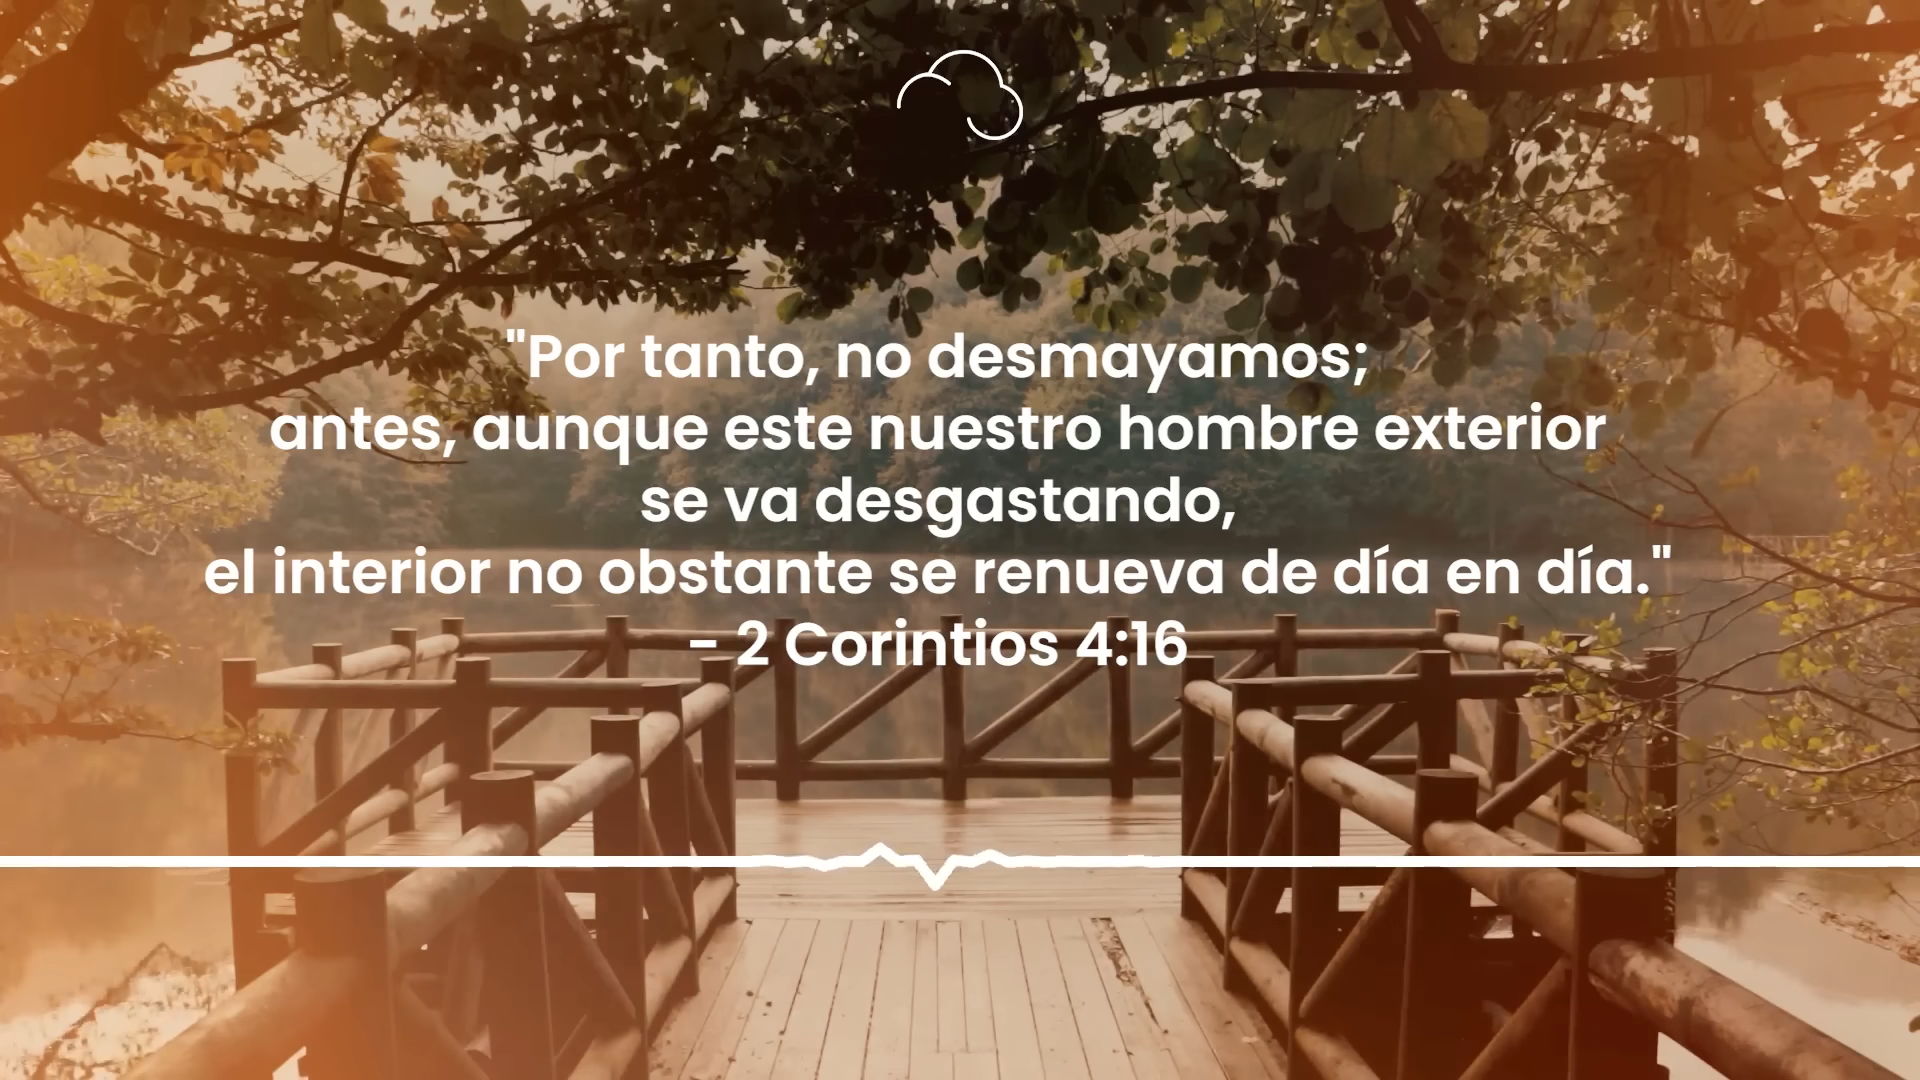 "Por tanto, no desmayamos;
antes, aunque este nuestro hombre exterior
se va desgastando,
el interior no obstante se renueva de día en día."
- 2 Corintios 4:16